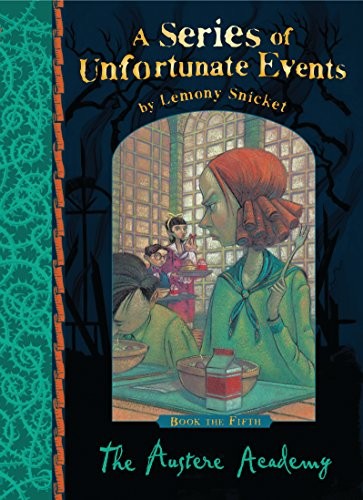 A Series of
Unfortunate Events
by Lemony Snicket
Book the Fifth
The Austere Academy